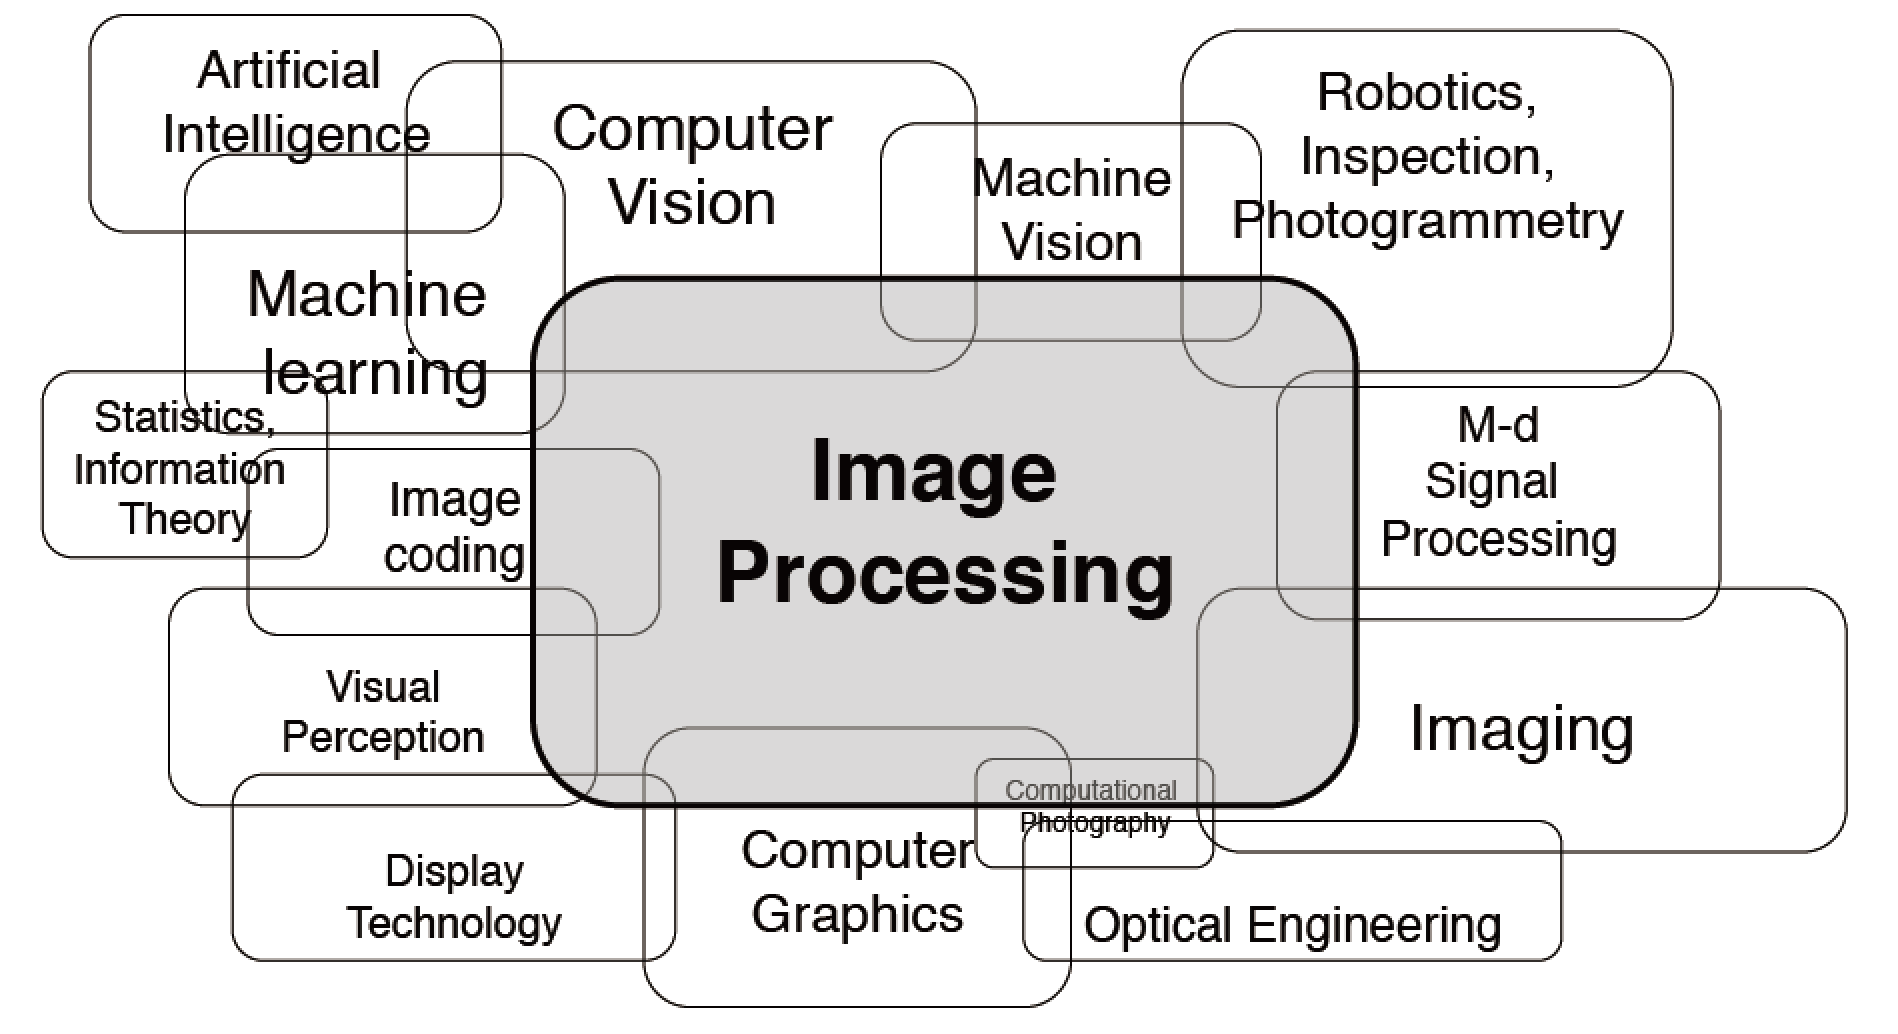 Artificial
Intelligence
Computer
Vision
Machine
Vision
Robotics,
Inspection,
Photogrammetry
Machine
learning
Statistics,
Information
Theory
Image
coding
Image
Processing
M-d
Signal
Processing
Visual
Perception
Imaging
Display
Technology
Computer
Graphics
Computational
Photography
Optical Engineering